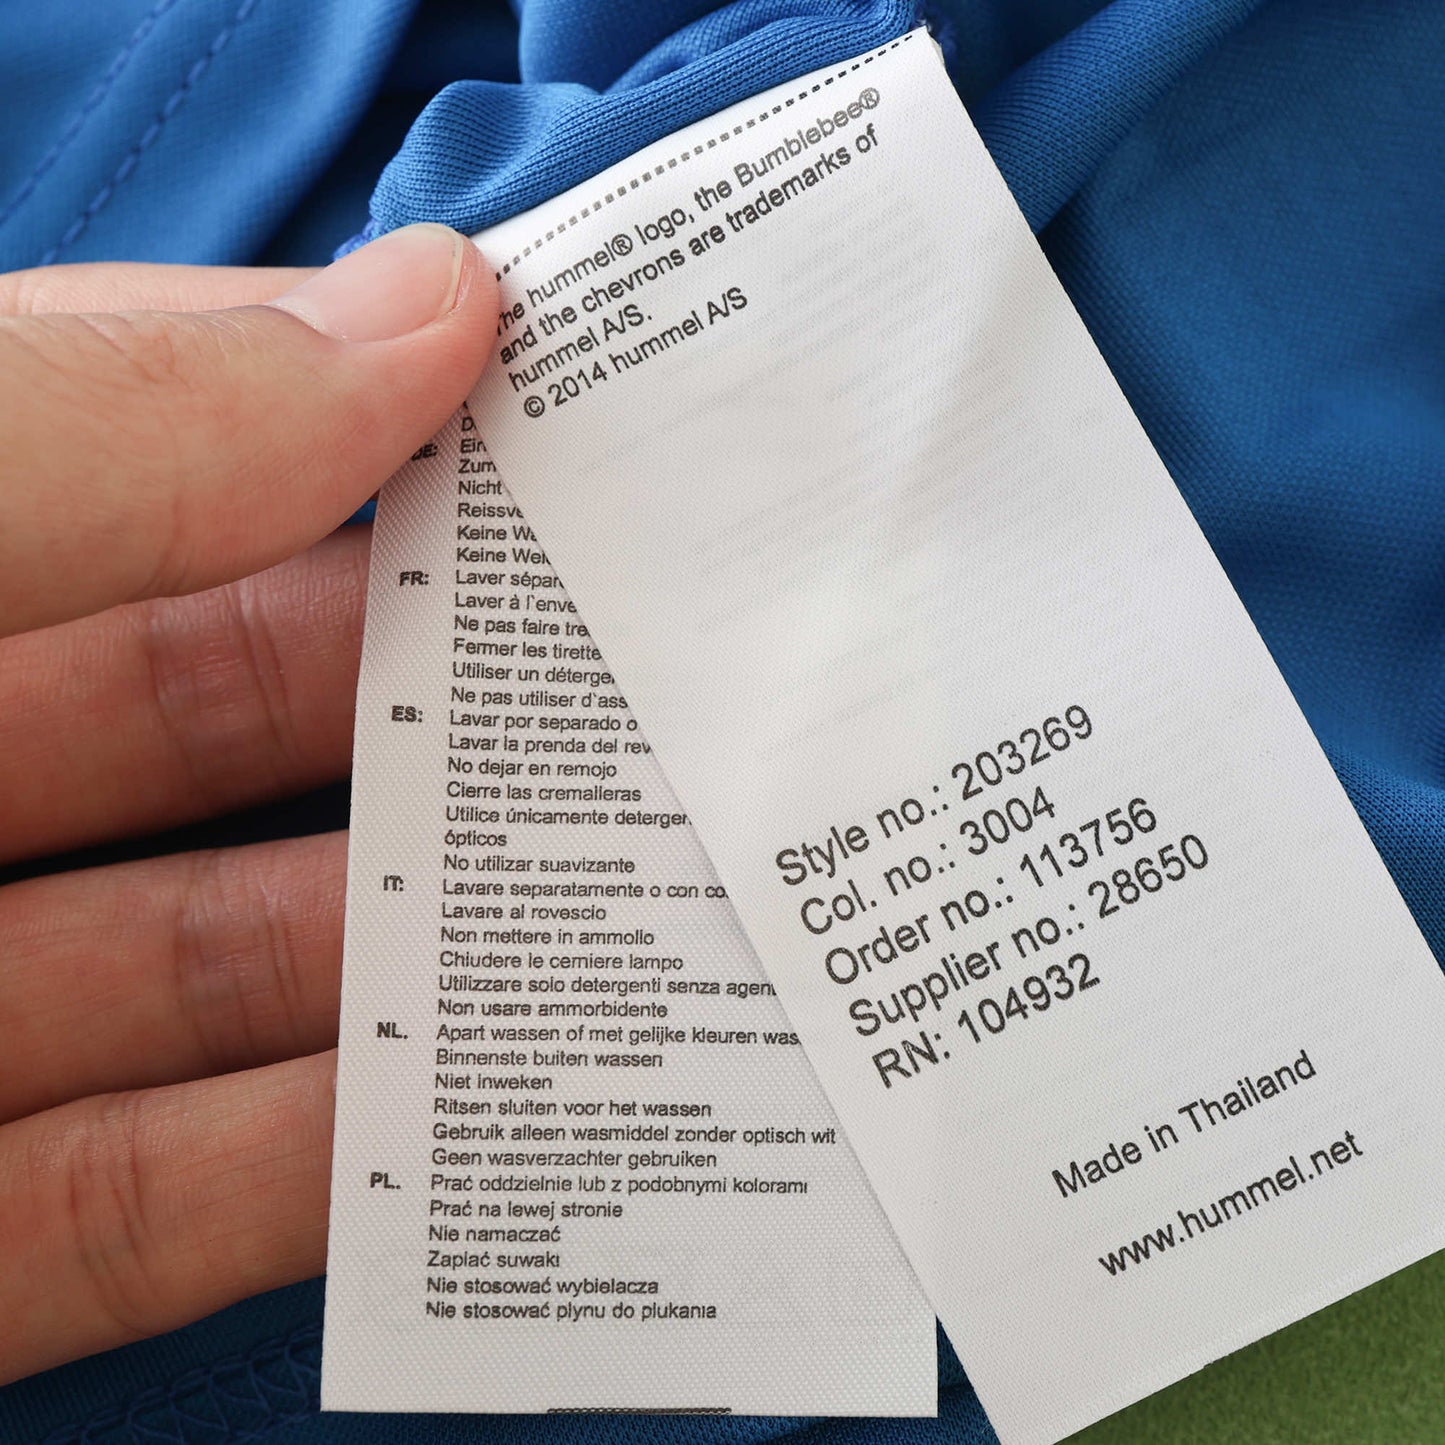 The hummel® logo, the Bumblebee®
and the chevrons are trademarks of
hummel A/S.
© 2014 hummel A/S
Style no.: 203269
Col. no.: 3004
Order no.: 113756
Supplier no.: 28650
RN: 104932
Made in Thailand
www.hummel.net
DE: Ein
Zum
Nicht
Keine
Keine
FR: Laver
Laver à l`enve
Ne pas faire
Fermer les tirette
Utiliser un
Ne pas utiliser
ES: Lavar por separado o
Lavar la prenda del
No dejar en remojo
Cierre las cremalleras
Utilice únicamente
ópticos
No utilizar suavizante
IT: Lavare separatamente o con
Lavare al rovescio
Non mettere in ammollo
Chiudere le cerniere lampo
Utilizzare solo detergenti senza
Non usare ammorbidente
NL. Apart wassen of met gelijke kleuren
Binnenste buiten wassen
Niet inweken
Ritsen sluiten voor het wassen
Gebruik alleen wasmiddel zonder optisch wit
Geen wasverzachter gebruiken
PL. Prać oddzielnie lub z podobnymi kolorami
Prać na lewej stronie
Nie namaczać
Zapiać suwaki
Nie stosować wybielacza
Nie stosować płynu do płukania